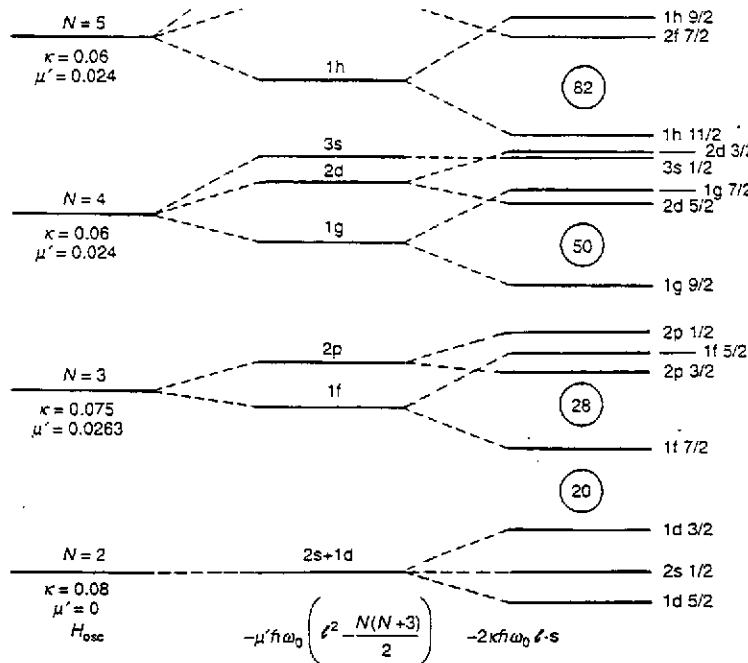 N = 5
κ = 0.06
μ′ = 0.024
1h
1h 9/2
2f 7/2
82
1h 11/2
2d 3/2
3s
3s 1/2
2d
1g 7/2
N = 4
2d 5/2
κ = 0.06
μ′ = 0.024
1g
50
1g 9/2
2p 1/2
2p
1f 5/2
N = 3
2p 3/2
κ = 0.075
μ′ = 0.0263
1f
28
1f 7/2
20
1d 3/2
N = 2
2s+1d
2s 1/2
κ = 0.08
μ′ = 0
1d 5/2
Hosc
-μ′ħω₀ (ℓ² - N(N+3)/2) -2κħω₀ ℓ·s